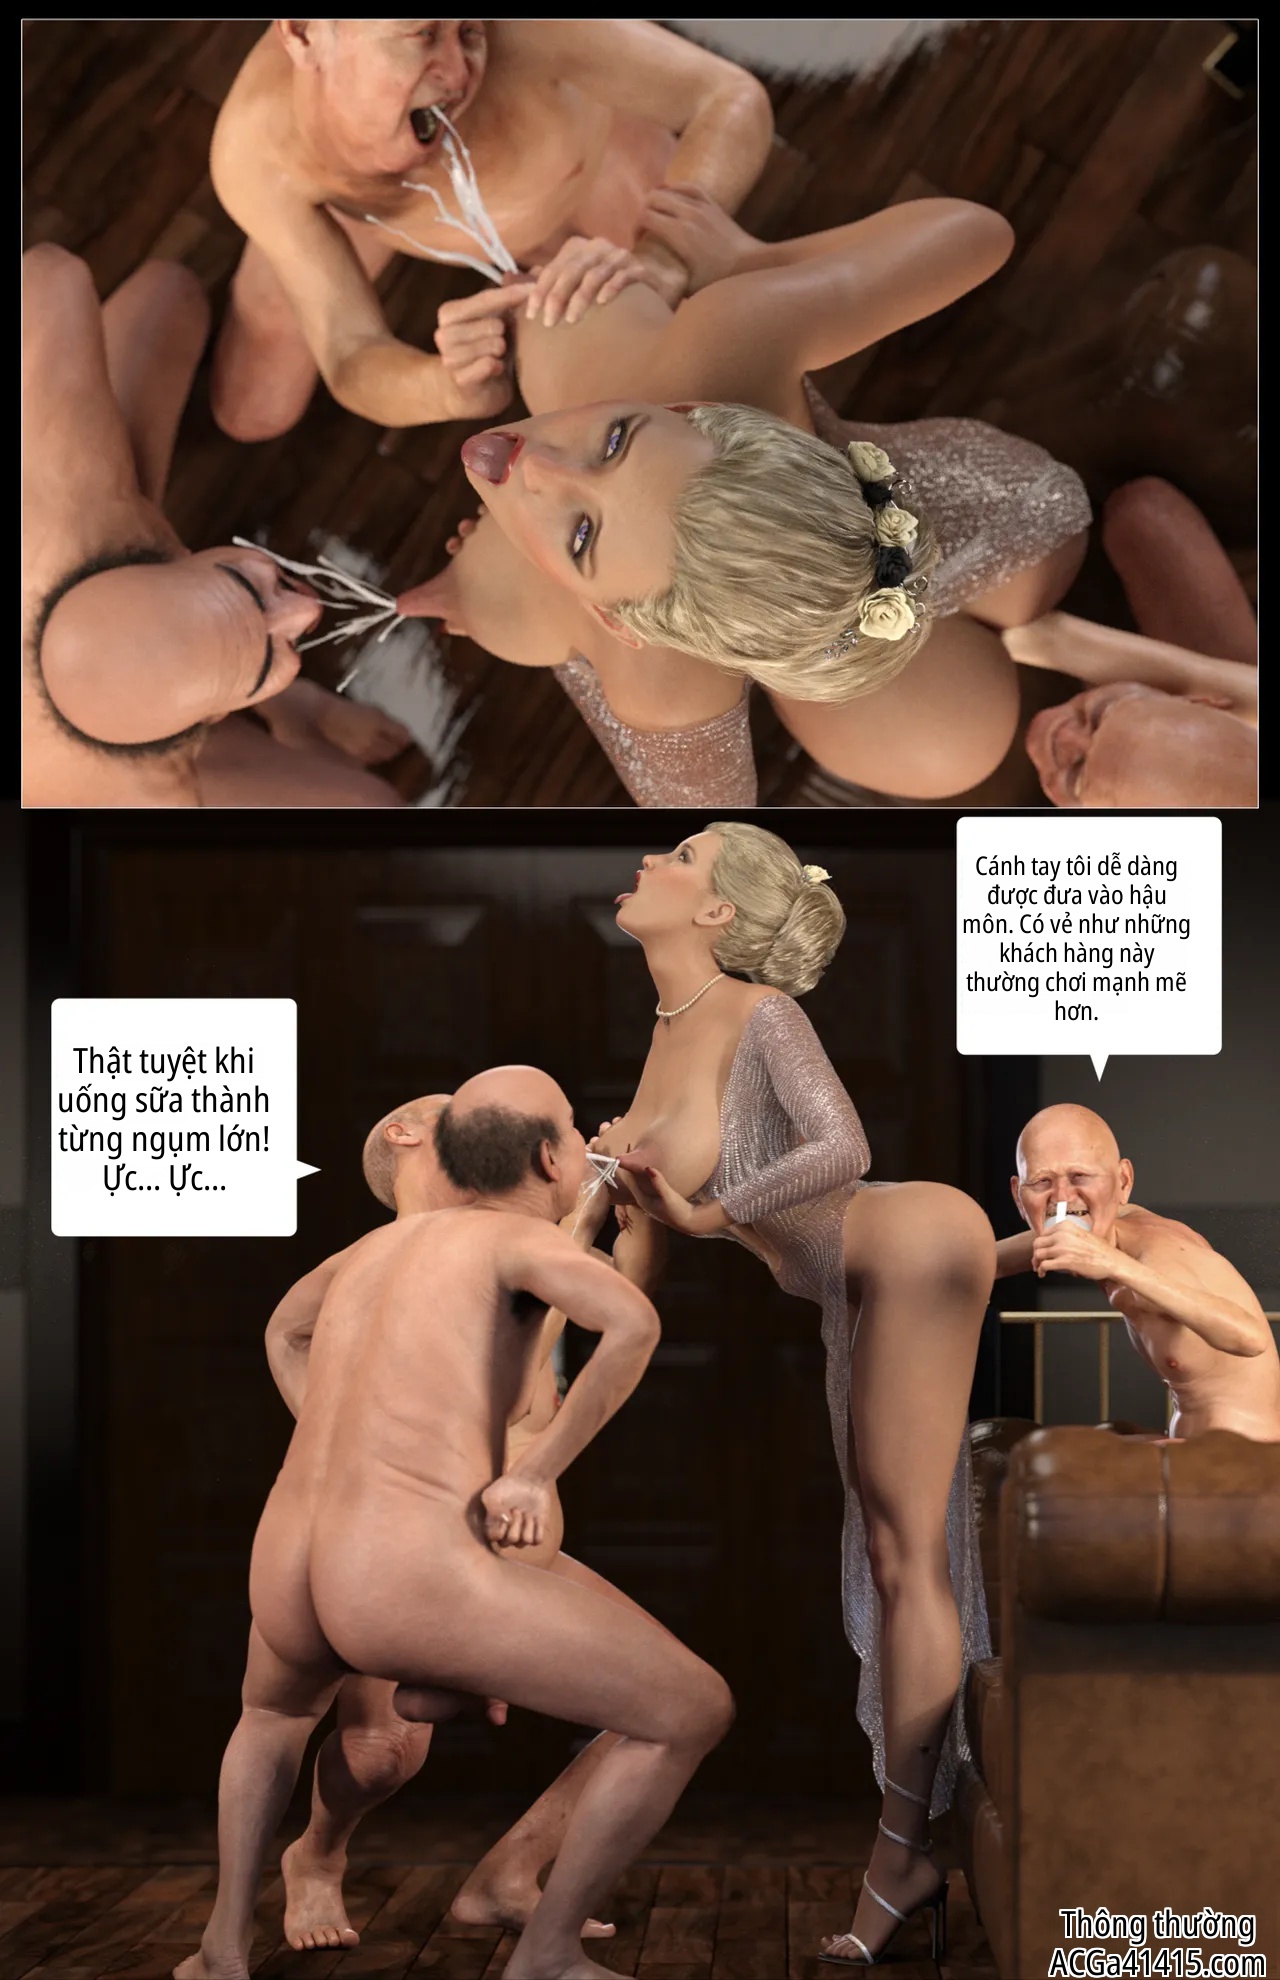 Cánh tay tôi dễ dàng
được đưa vào hậu
môn. Có vẻ như những
khách hàng này
thường chơi mạnh mẽ
hơn.
Thật tuyệt khi
uống sữa thành
từng ngụm lớn!
Ực... Ực...
Thông thường
ACGa41415.com